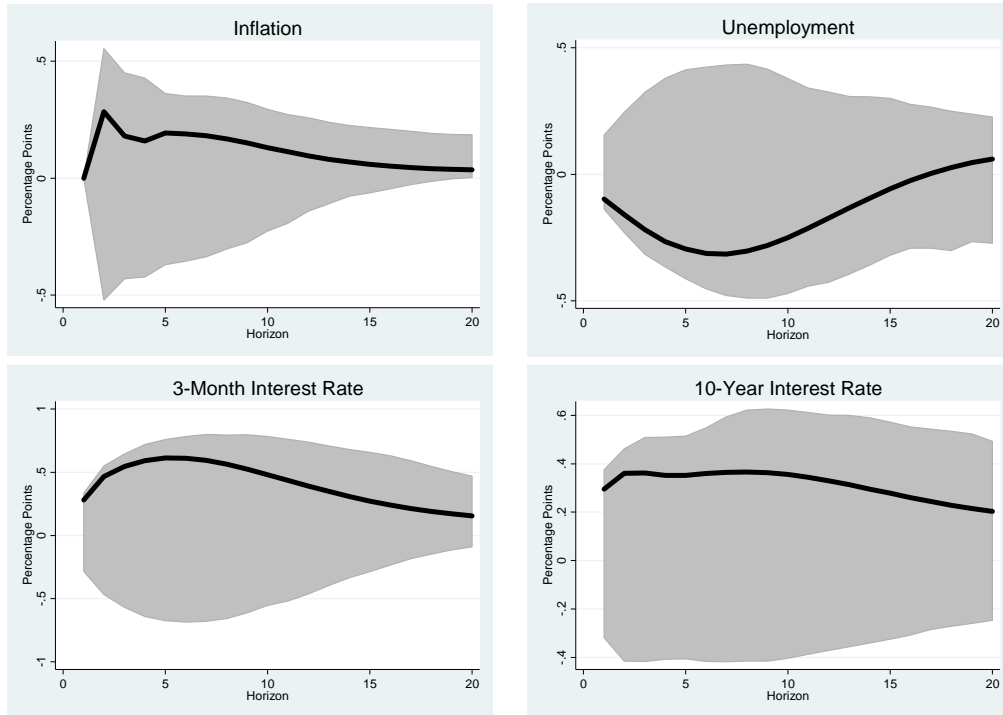 Inflation
Percentage Points
.5
0
-.5
0 5 10 15 20
Horizon
Unemployment
Percentage Points
.5
0
-.5
0 5 10 15 20
Horizon
3-Month Interest Rate
Percentage Points
1
.5
0
-.5
-1
0 5 10 15 20
Horizon
10-Year Interest Rate
Percentage Points
.6
.4
.2
0
-.2
-.4
0 5 10 15 20
Horizon